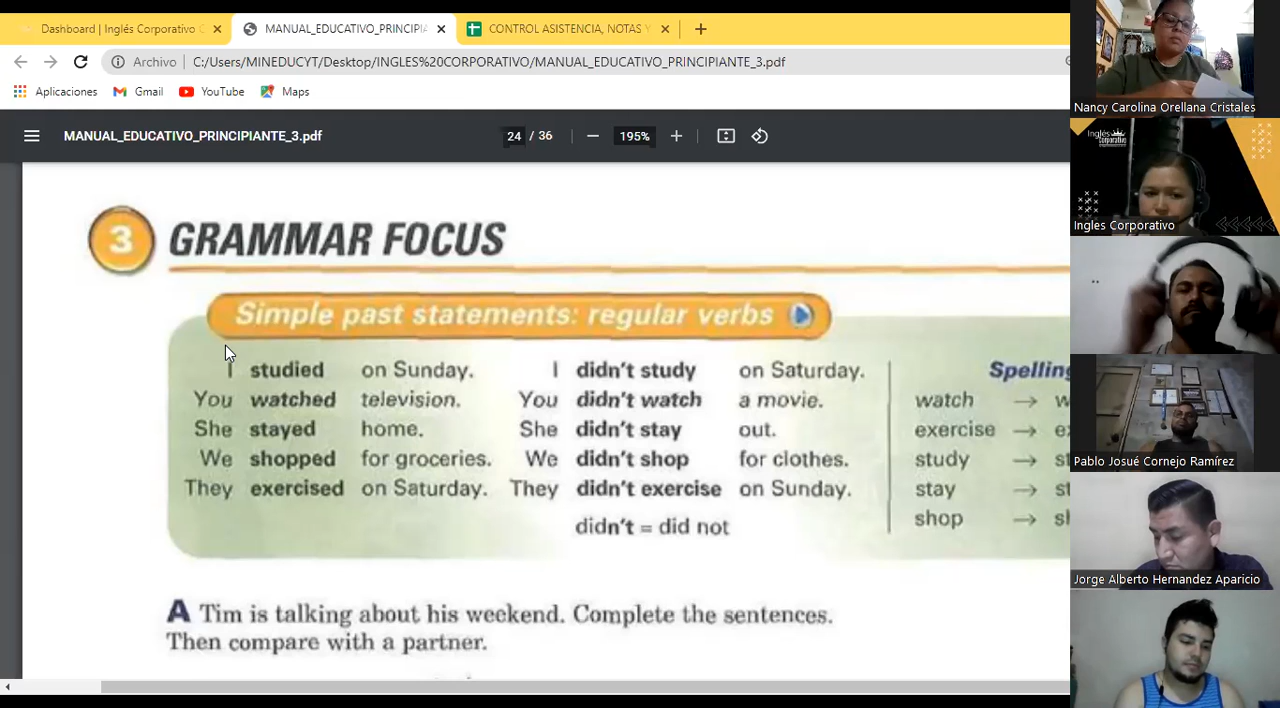 Dashboard | Inglés Corporativo
MANUAL_EDUCATIVO_PRINCIPIA
CONTROL ASISTENCIA, NOTAS Y
Archivo | C:/Users/MINEDUCYT/Desktop/INGLES%20CORPORATIVO/MANUAL_EDUCATIVO_PRINCIPIANTE_3.pdf
Aplicaciones Gmail YouTube Maps
MANUAL_EDUCATIVO_PRINCIPIANTE_3.pdf
24 / 36
195%
3 GRAMMAR FOCUS
Simple past statements: regular verbs
I studied on Sunday. I didn't study on Saturday.
You watched television. You didn't watch a movie.
She stayed home. She didn't stay out.
We shopped for groceries. We didn't shop for clothes.
They exercised on Saturday. They didn't exercise on Sunday.
didn't = did not
Spelling
watch →
exercise →
study →
stay →
shop →
A Tim is talking about his weekend. Complete the sentences.
Then compare with a partner.
Nancy Carolina Orellana Cristales
Inglés
Corporativo
Ingles Corporativo
Pablo Josué Cornejo Ramírez
Jorge Alberto Hernandez Aparicio